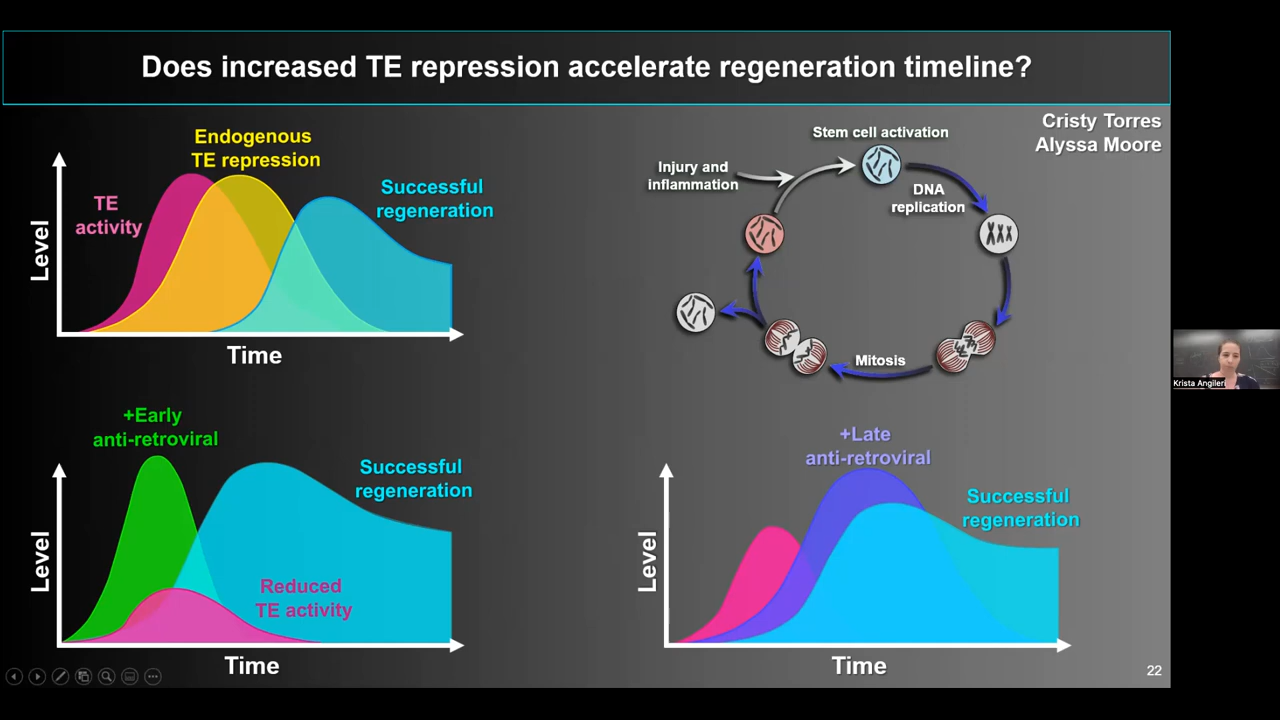 Does increased TE repression accelerate regeneration timeline?
Cristy Torres
Alyssa Moore
Endogenous
TE repression
TE
activity
Successful
regeneration
Level
Time
Stem cell activation
Injury and
inflammation
DNA
replication
Mitosis
+Early
anti-retroviral
Successful
regeneration
Reduced
TE activity
Level
Time
+Late
anti-retroviral
Successful
regeneration
Level
Time
22
Krista Angileri